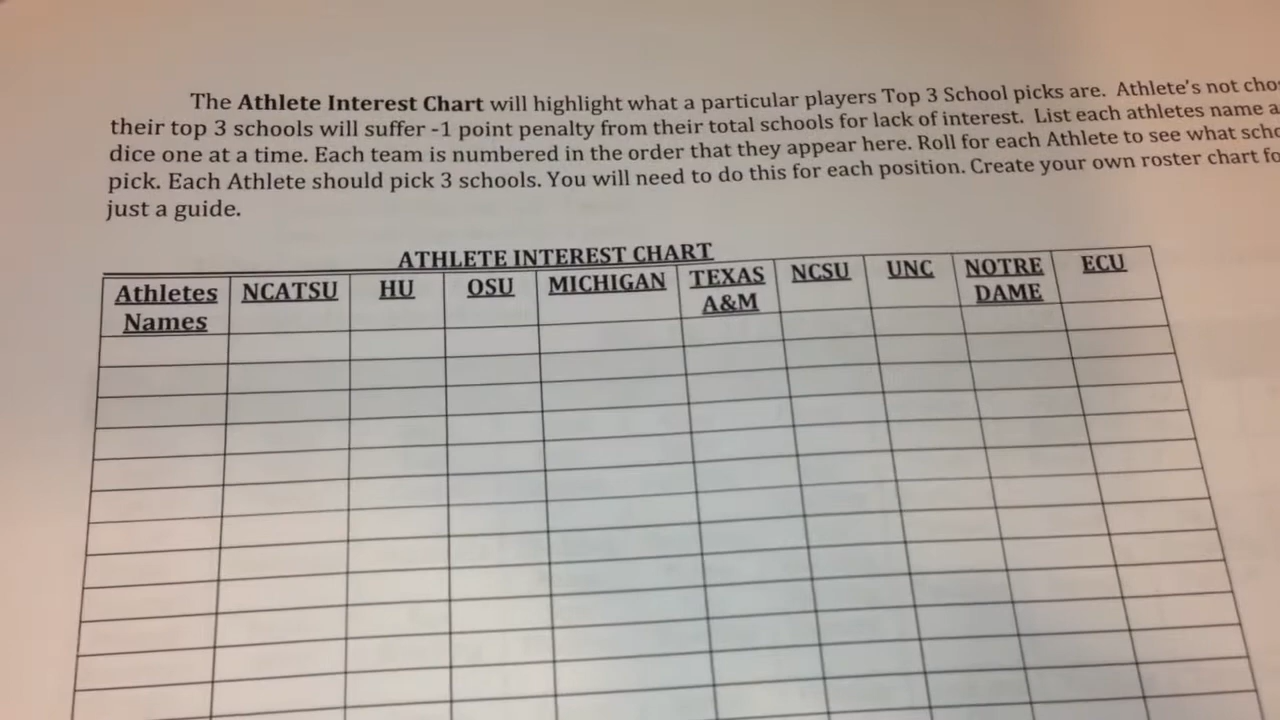 The Athlete Interest Chart will highlight what a particular players Top 3 School picks are. Athlete's not
their top 3 schools will suffer -1 point penalty from their total schools for lack of interest. List each athletes name
dice one at a time. Each team is numbered in the order that they appear here. Roll for each Athlete to see what
pick. Each Athlete should pick 3 schools. You will need to do this for each position. Create your own roster chart
just a guide.
ATHLETE INTEREST CHART
Athletes Names NCATSU HU OSU MICHIGAN TEXAS A&M NCSU UNC NOTRE DAME ECU